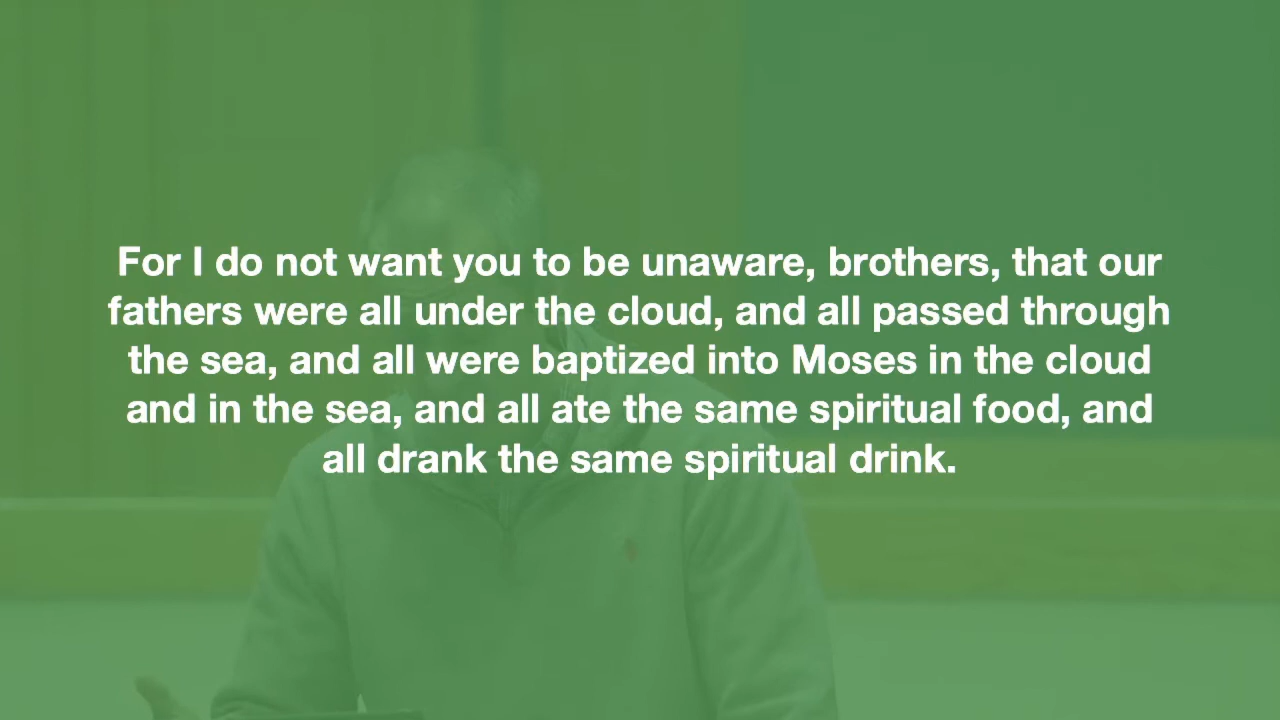 For I do not want you to be unaware, brothers, that our
fathers were all under the cloud, and all passed through
the sea, and all were baptized into Moses in the cloud
and in the sea, and all ate the same spiritual food, and
all drank the same spiritual drink.